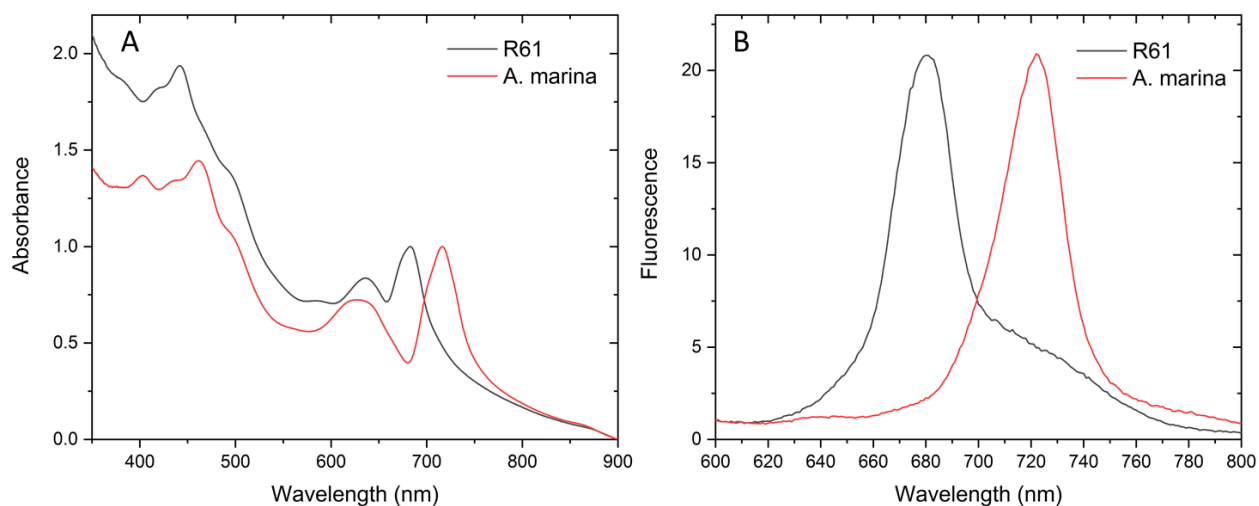 A
R61
A. marina
2.0
1.5
1.0
0.5
0.0
400 500 600 700 800 900
Wavelength (nm)
Absorbance
B
R61
A. marina
20
15
10
5
0
600 620 640 660 680 700 720 740 760 780 800
Wavelength (nm)
Fluorescence